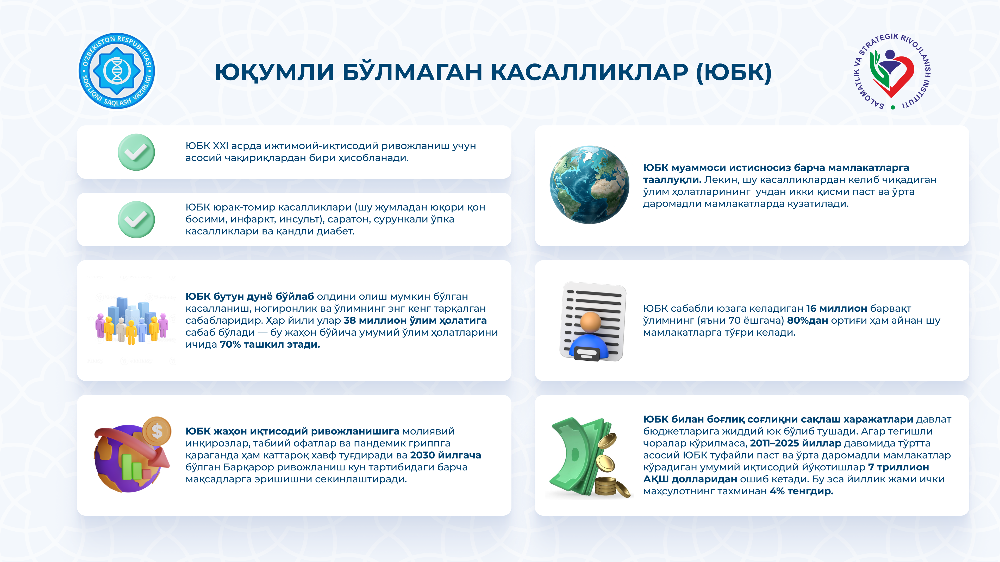 O'ZBEKISTON RESPUBLIKASI
SOG'LIQNI SAQLASH VAZIRLIGI
ЮҚУМЛИ БЎЛМАГАН КАСАЛЛИКЛАР (ЮБК)
SALOMATLIK VA STRATEGIK RIVOJLANISH INSTITUTI
ЮБК XXI асрда ижтимоий-иқтисодий ривожланиш учун
асосий чақириқлардан бири ҳисобланади.
ЮБК юрак-томир касалликлари (шу жумладан юқори қон
босими, инфаркт, инсульт), саратон, сурункали ўпка
касалликлари ва қандли диабет.
ЮБК бутун дунё бўйлаб олдини олиш мумкин бўлган
касалланиш, ногиронлик ва ўлимнинг энг кенг тарқалган
сабабларидир. Ҳар йили улар 38 миллион ўлим ҳолатига
сабаб бўлади — бу жаҳон бўйича умумий ўлим ҳолатларини
ичида 70% ташкил этади.
$
ЮБК жаҳон иқтисодий ривожланишига молиявий
инқирозлар, табиий офатлар ва пандемик гриппга
қараганда ҳам каттароқ хавф туғдиради ва 2030 йилгача
бўлган Барқарор ривожланиш кун тартибидаги барча
мақсадларга эришишни секинлаштиради.
ЮБК муаммоси истисносиз барча мамлакатларга
тааллуқли. Лекин, шу касалликлардан келиб чиқадиган
ўлим ҳолатларининг учдан икки қисми паст ва ўрта
даромадли мамлакатларда кузатилади.
ЮБК сабабли юзага келадиган 16 миллион барвақт
ўлимнинг (яъни 70 ёшгача) 80%дан ортиғи ҳам айнан шу
мамлакатларга тўғри келади.
ЮБК билан боғлиқ соғлиқни сақлаш харажатлари давлат
бюджетларига жиддий юк бўлиб тушади. Агар тегишли
чоралар кўрилмаса, 2011–2025 йиллар давомида тўртта
асосий ЮБК туфайли паст ва ўрта даромадли мамлакатлар
кўрадиган умумий иқтисодий йўқотишлар 7 триллион
АҚШ долларидан ошиб кетади. Бу эса йиллик жами ички
маҳсулотнинг тахминан 4% тенгдир.